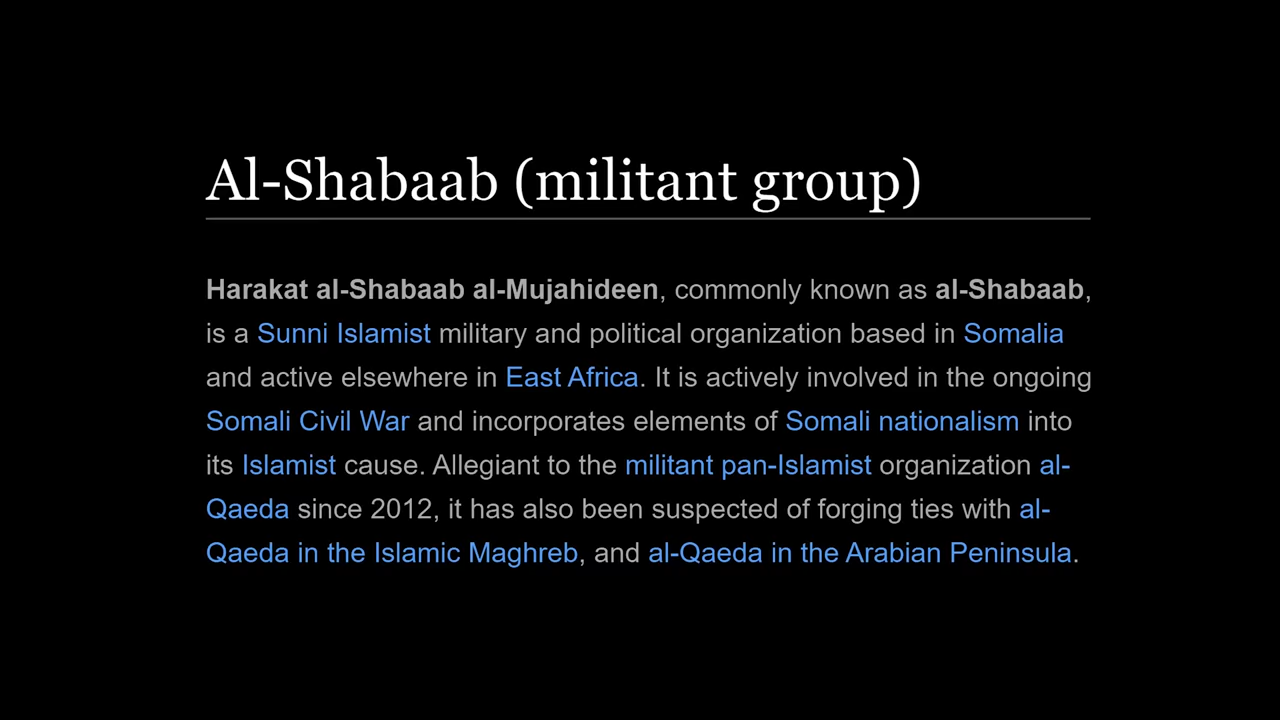 Al-Shabaab (militant group)
Harakat al-Shabaab al-Mujahideen, commonly known as al-Shabaab,
is a Sunni Islamist military and political organization based in Somalia
and active elsewhere in East Africa. It is actively involved in the ongoing
Somali Civil War and incorporates elements of Somali nationalism into
its Islamist cause. Allegiant to the militant pan-Islamist organization al-
Qaeda since 2012, it has also been suspected of forging ties with al-
Qaeda in the Islamic Maghreb, and al-Qaeda in the Arabian Peninsula.